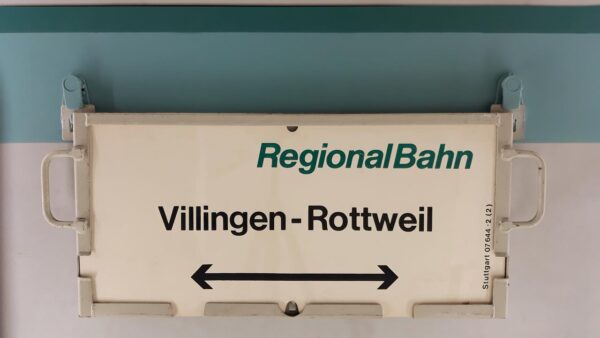 RegionalBahn
Villingen-Rottweil
Stuttgart 07644:2 (2)